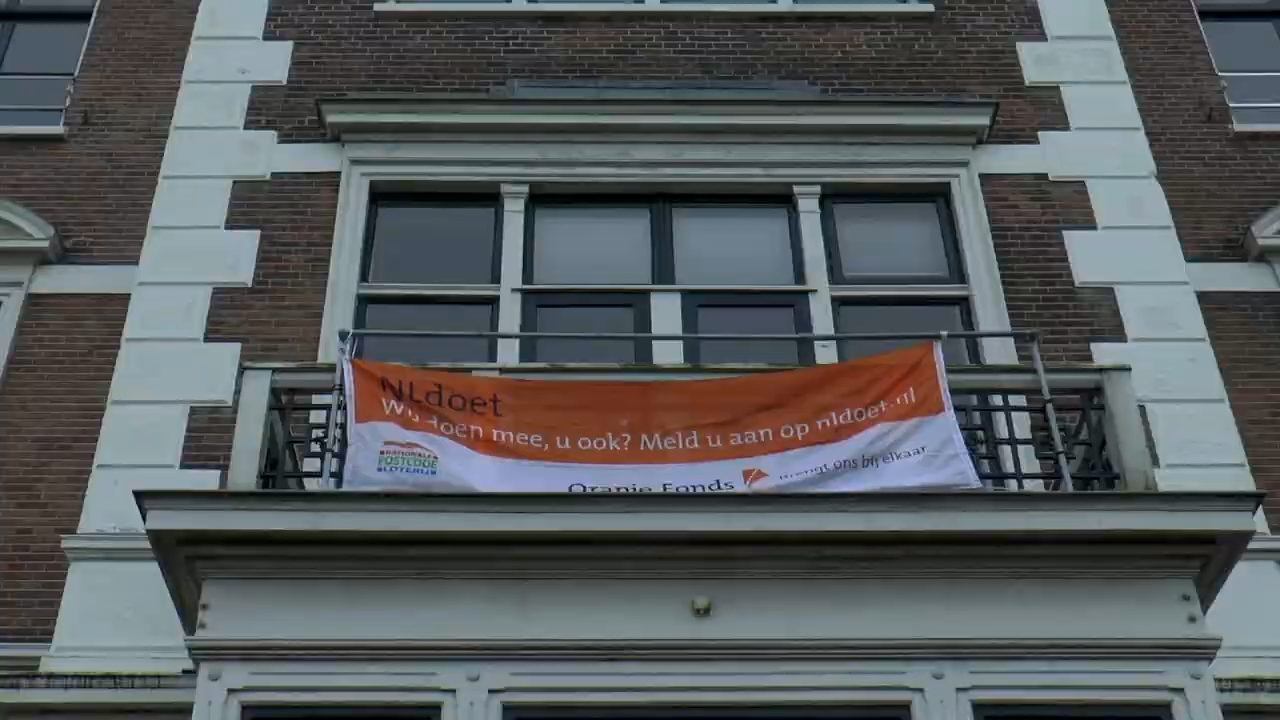 NLdoet
Wij doen mee, u ook? Meld u aan op nldoet.nl
NATIONALE
POSTCODE
LOTERIJ
Oranje Fonds
Brengt ons bij elkaar